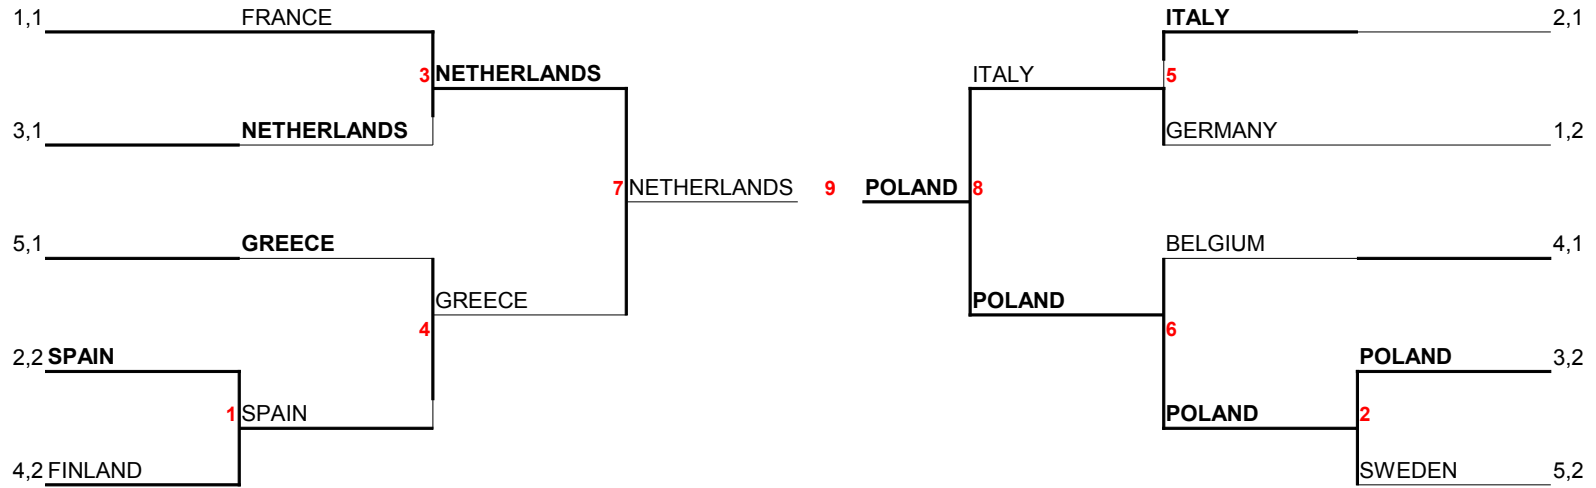 1,1 FRANCE ITALY 2,1
3 NETHERLANDS ITALY 5
3,1 NETHERLANDS GERMANY 1,2
7 NETHERLANDS 9 POLAND 8
5,1 GREECE BELGIUM 4,1
GREECE POLAND
4 6
2,2 SPAIN POLAND 3,2
1 SPAIN POLAND 2
4,2 FINLAND SWEDEN 5,2